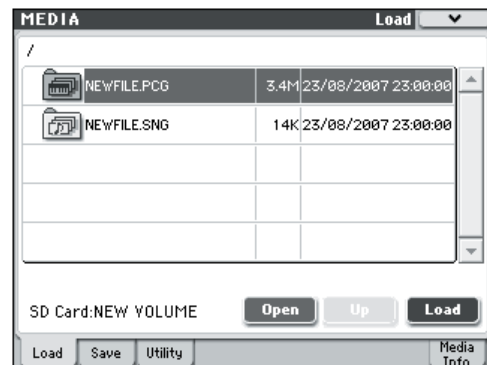 MEDIA Load
/
NEWFILE.PCG 3.4M 23/08/2007 23:00:00
NEWFILE.SNG 14K 23/08/2007 23:00:00
SD Card:NEW VOLUME Open Up Load
Load Save Utility Media Info